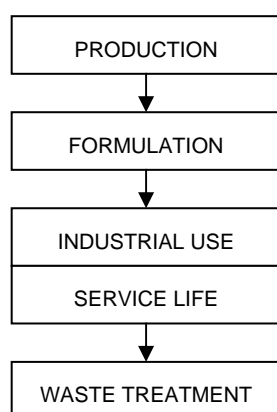 PRODUCTION
FORMULATION
INDUSTRIAL USE
SERVICE LIFE
WASTE TREATMENT